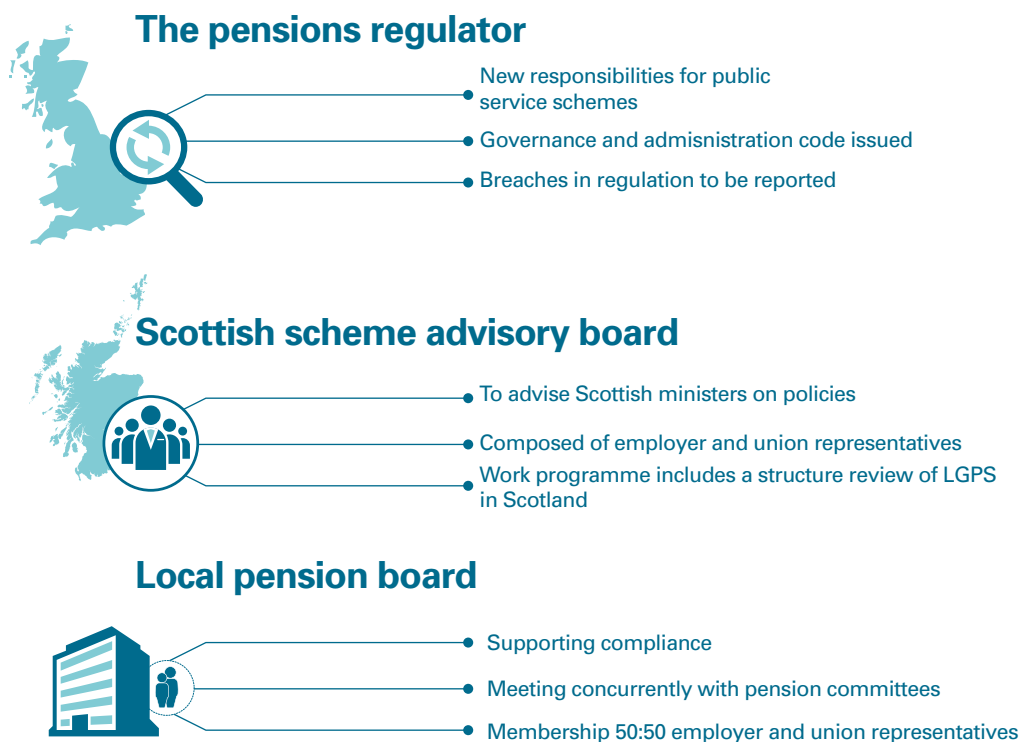 The pensions regulator
New responsibilities for public
service schemes
Governance and admisnistration code issued
Breaches in regulation to be reported
Scottish scheme advisory board
To advise Scottish ministers on policies
Composed of employer and union representatives
Work programme includes a structure review of LGPS
in Scotland
Local pension board
Supporting compliance
Meeting concurrently with pension committees
Membership 50:50 employer and union representatives